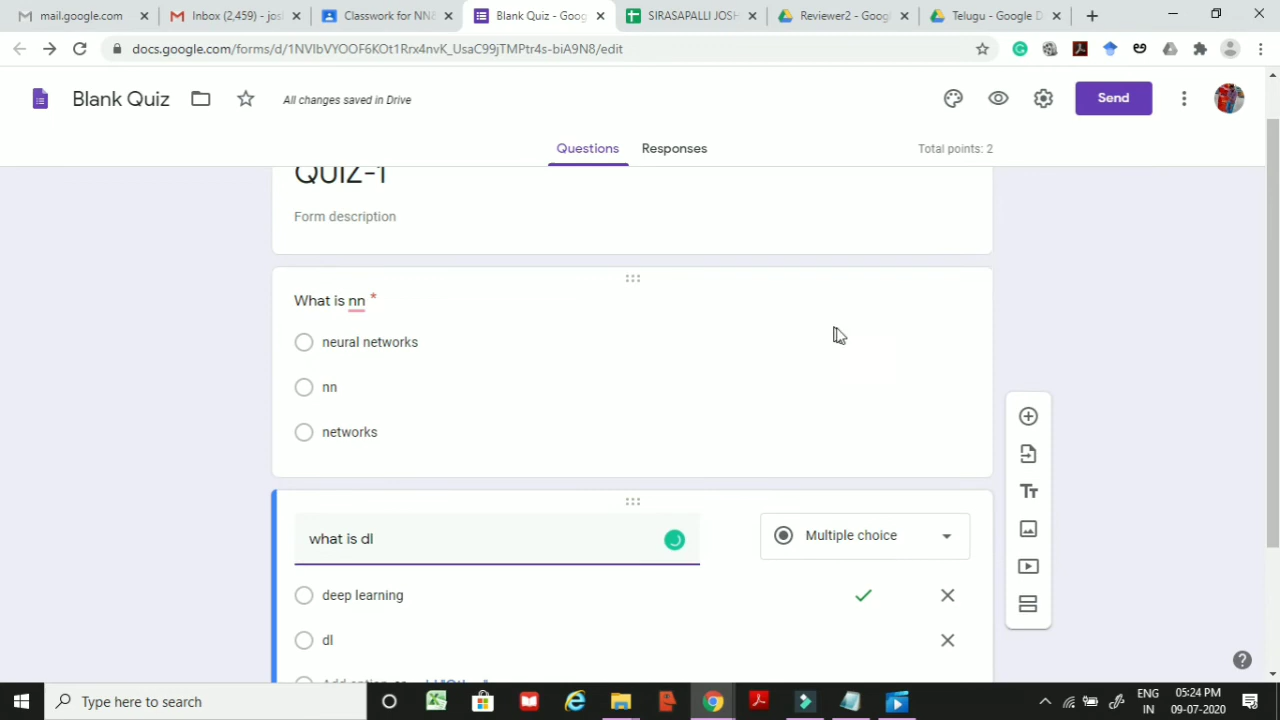 mail.google.com
Inbox (2,459) - josl
Classwork for NN&
Blank Quiz - Goog
SIRASAPALLI JOSH
Reviewer2 - Googl
Telugu - Google D
docs.google.com/forms/d/1NVIbVYOOF6KOt1Rrx4nvK_UsaC99jTMPtr4s-biA9N8/edit
Blank Quiz
All changes saved in Drive
Send
Questions
Responses
Total points: 2
QUIZ-1
Form description
What is nn *
neural networks
nn
networks
what is dl
Multiple choice
deep learning
dl
Type here to search
ENG
IN
05:24 PM
09-07-2020